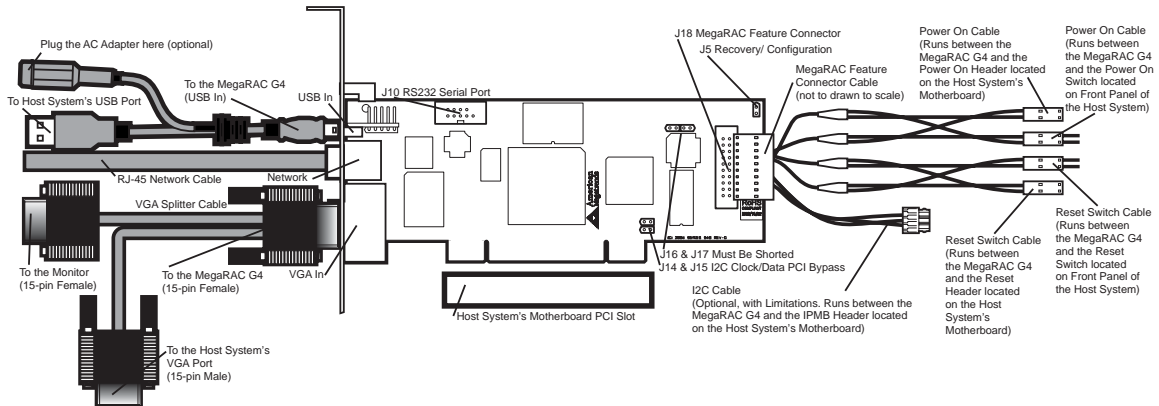 Plug the AC Adapter here (optional)
To the MegaRAC G4
(USB In)
To Host System's USB Port
USB In
J10 RS232 Serial Port
J18 MegaRAC Feature Connector
J5 Recovery/ Configuration
MegaRAC Feature
Connector Cable
(not to drawn to scale)
Power On Cable
(Runs between the
MegaRAC G4 and the
Power On Header located
on the Host System's
Motherboard)
Power On Cable
(Runs between
the MegaRAC G4
and the Power On
Switch located
on Front Panel of
the Host System)
RJ-45 Network Cable
Network
VGA Splitter Cable
To the Monitor
(15-pin Female)
To the MegaRAC G4
(15-pin Female)
VGA In
American
Megatrends
J16 & J17 Must Be Shorted
J14 & J15 I2C Clock/Data PCI Bypass
Host System's Motherboard PCI Slot
I2C Cable
(Optional, with Limitations. Runs between the
MegaRAC G4 and the IPMB Header located
on the Host System's Motherboard)
Reset Switch Cable
(Runs between
the MegaRAC G4
and the Reset
Header located
on the Host
System's
Motherboard)
Reset Switch Cable
(Runs between
the MegaRAC G4
and the Reset
Switch located
on Front Panel of
the Host System)
To the Host System's
VGA Port
(15-pin Male)